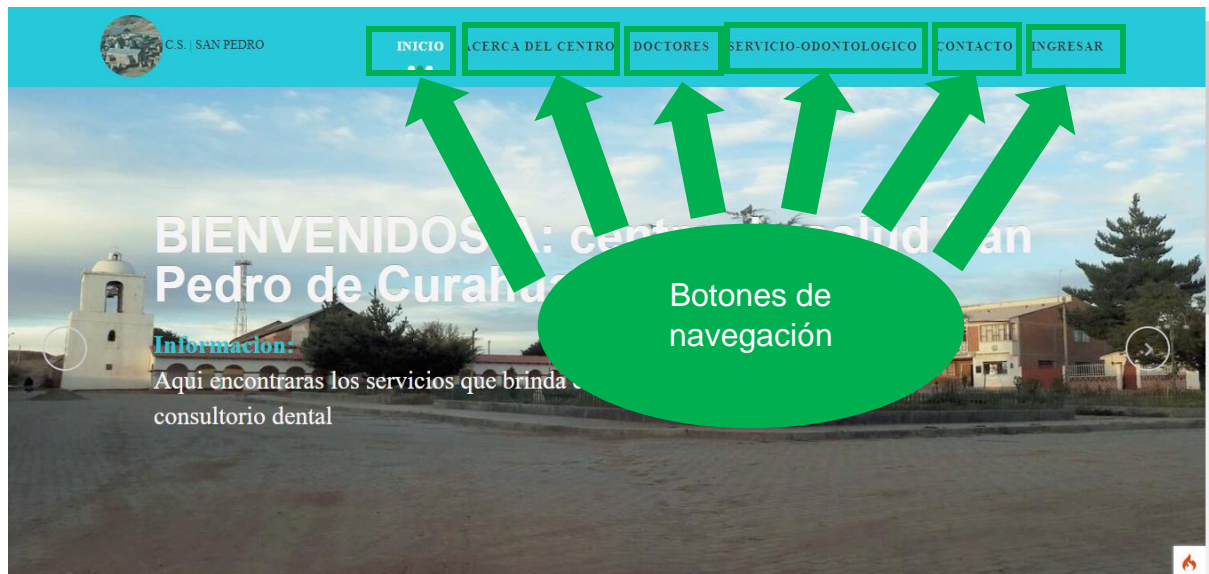 C.S. | SAN PEDRO
INICIO
ACERCA DEL CENTRO
DOCTORES
SERVICIO-ODONTOLOGICO
CONTACTO
INGRESAR
BIENVENIDOS A: centro de salud San
Pedro de
Informacion:
Aqui encontraras los servicios que brinda
consultorio dental
Botones de
navegación